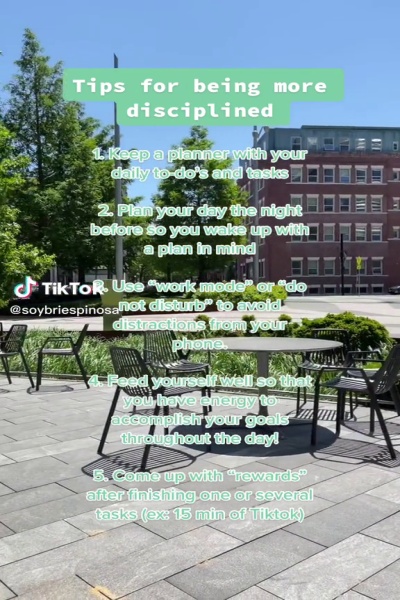 Tips for being more
disciplined
1. Keep a planner with your
daily to-do's and tasks
2. Plan your day the night
before so you wake up with
a plan in mind
TikTok
3. Use "work mode" or "do
@soybriespinosa
not disturb" to avoid
distractions from your
phone.
4. Feed yourself well so that
you have energy to
accomplish your goals
throughout the day!
5. Come up with "rewards"
after finishing one or several
tasks (ex: 15 min of Tiktok)